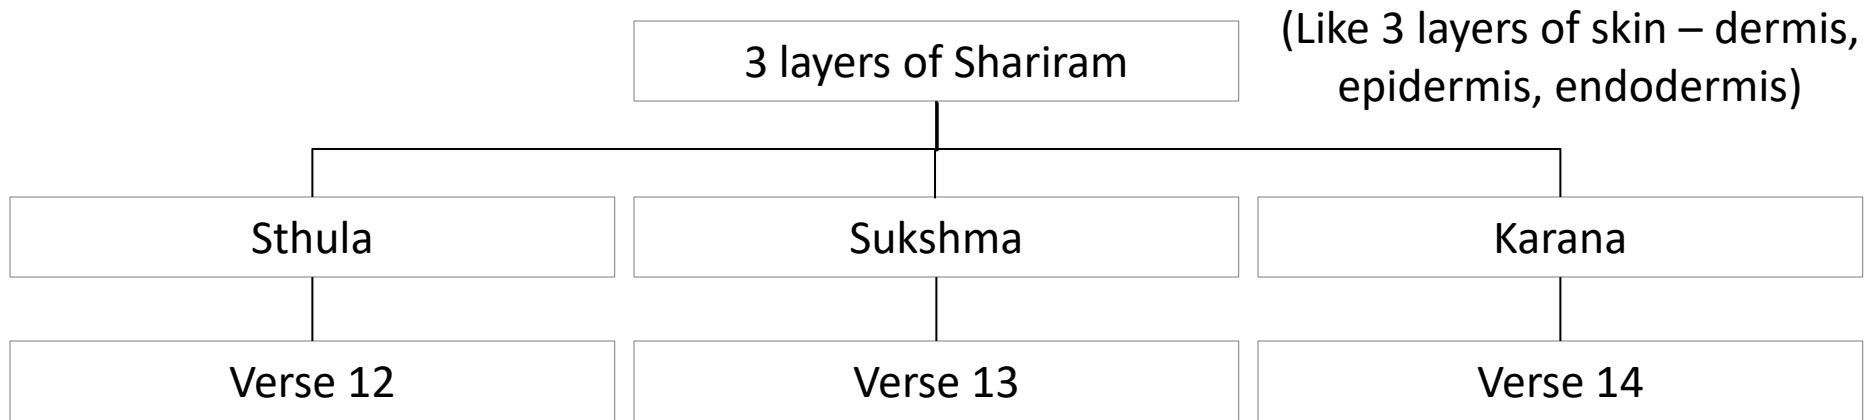 3 layers of Shariram
(Like 3 layers of skin – dermis,
epidermis, endodermis)
Sthula
Sukshma
Karana
Verse 12
Verse 13
Verse 14